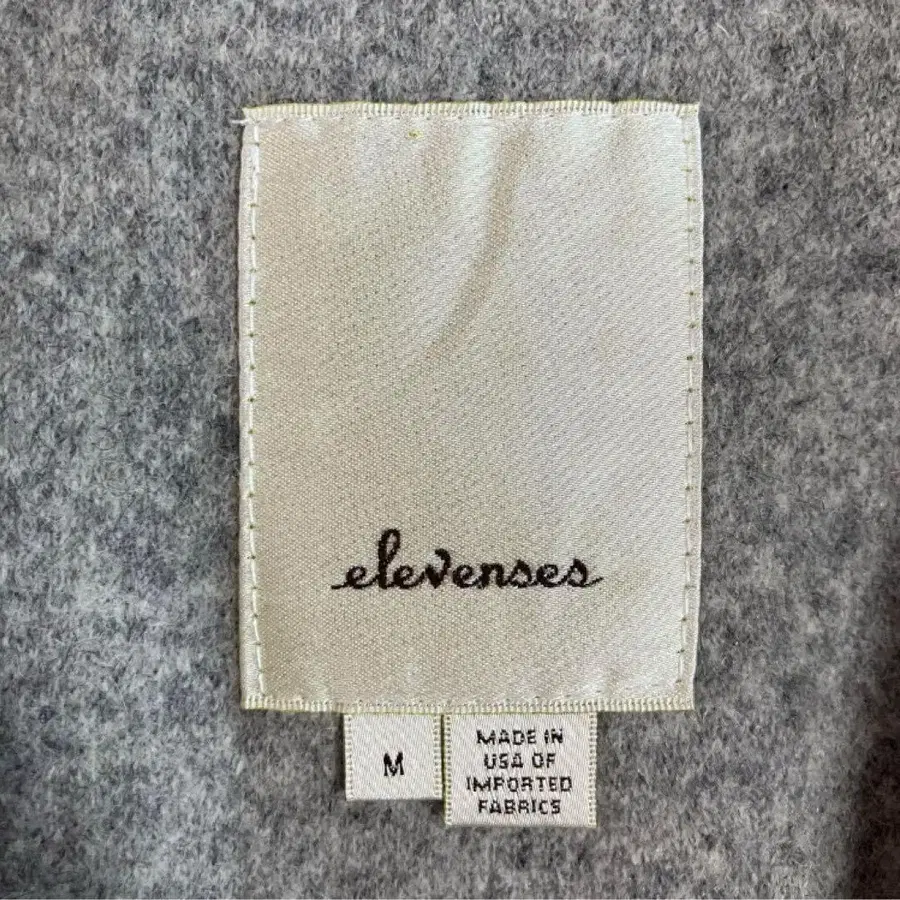 elevenses
M
MADE IN
USA OF
IMPORTED
FABRICS